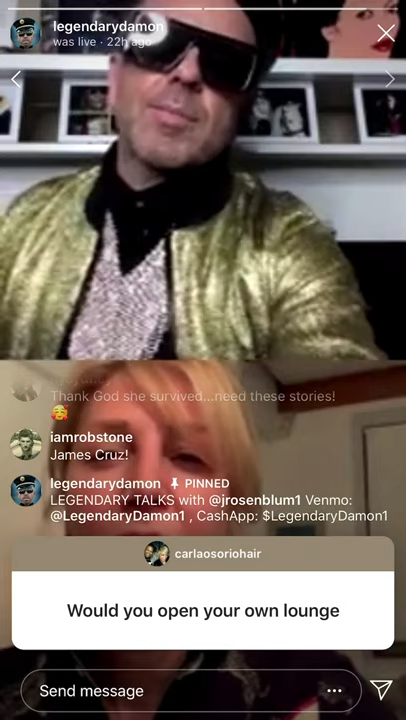 legendarydamon
was live · 22h ago
Thank God she survived...need these stories!
🥰
iamrobstone
James Cruz!
legendarydamon PINNED
LEGENDARY TALKS with @jrosenblum1 Venmo:
@LegendaryDamon1 , CashApp: $LegendaryDamon1
carlaosoriohair
Would you open your own lounge
Send message